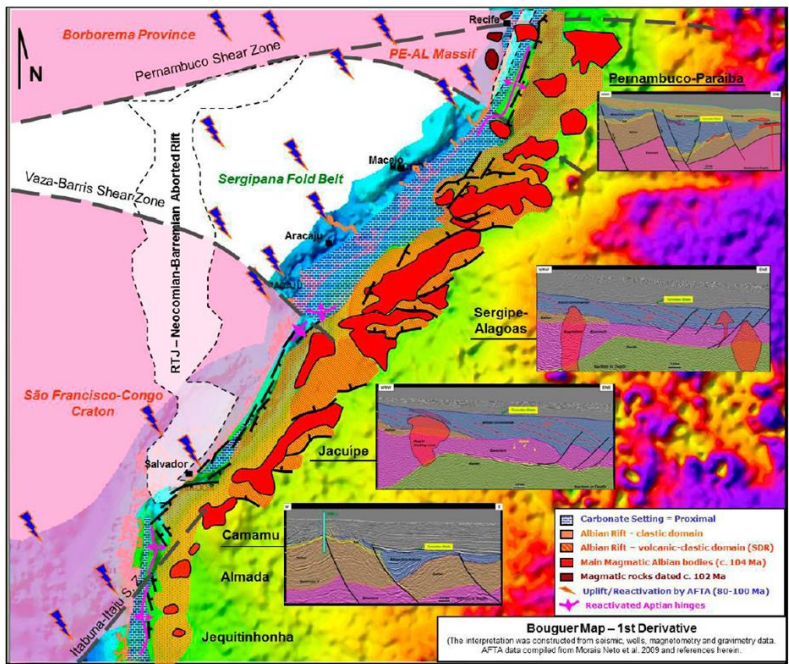 Recife
Borborema Province
PE-AL Massif
Pernambuco Shear Zone
N
Pernambuco-Paraiba
Maceio
Vaza-Barris Shear Zone
Sergipana Fold Belt
RTJ – Neocomian-Barremian Aborted Rift
Aracaju
Sergipe-
Alagoas
São Francisco-Congo
Craton
Salvador
Jacuipe
Camamu
Almada
Itabuna-Itaju S.Z.
Jequitinhonha
Carbonate Setting = Proximal
Albian Rift – clastic domain
Albian Rift – volcanic-clastic domain (SDR)
Main Magmatic Albian bodies (c. 104 Ma)
Magmatic rocks dated c. 102 Ma
Uplift/Reactivation by AFTA (80-100 Ma)
Reactivated Aptian hinges
Bouguer Map – 1st Derivative
(The interpretation was constructed from seismic, wells, magnetometry and gravimetry data.
AFTA data compiled from Morais Neto et al. 2009 and references herein.